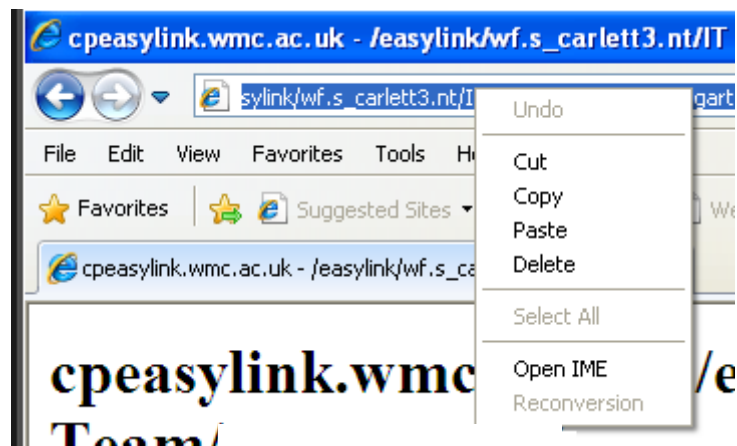 cpeasylink.wmc.ac.uk - /easylink/wf.s_carlett3.nt/IT
sylink/wf.s_carlett3.nt/I gart
File Edit View Favorites Tools H
Favorites Suggested Sites We
cpeasylink.wmc.ac.uk - /easylink/wf.s_ca
cpeasylink.wmc /e
Team/
Undo
Cut
Copy
Paste
Delete
Select All
Open IME
Reconversion